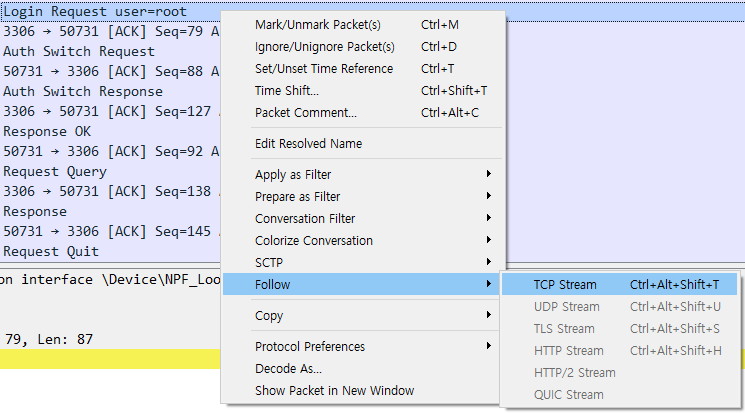 Login Request user=root
3306 → 50731 [ACK] Seq=79 A
Auth Switch Request
50731 → 3306 [ACK] Seq=88 A
Auth Switch Response
3306 → 50731 [ACK] Seq=127
Response OK
50731 → 3306 [ACK] Seq=92 A
Request Query
3306 → 50731 [ACK] Seq=138
Response
50731 → 3306 [ACK] Seq=145
Request Quit
on interface \Device\NPF_Loo
79, Len: 87
Mark/Unmark Packet(s) Ctrl+M
Ignore/Unignore Packet(s) Ctrl+D
Set/Unset Time Reference Ctrl+T
Time Shift... Ctrl+Shift+T
Packet Comment... Ctrl+Alt+C
Edit Resolved Name
Apply as Filter
Prepare as Filter
Conversation Filter
Colorize Conversation
SCTP
Follow
Copy
Protocol Preferences
Decode As...
Show Packet in New Window
TCP Stream Ctrl+Alt+Shift+T
UDP Stream Ctrl+Alt+Shift+U
TLS Stream Ctrl+Alt+Shift+S
HTTP Stream Ctrl+Alt+Shift+H
HTTP/2 Stream
QUIC Stream